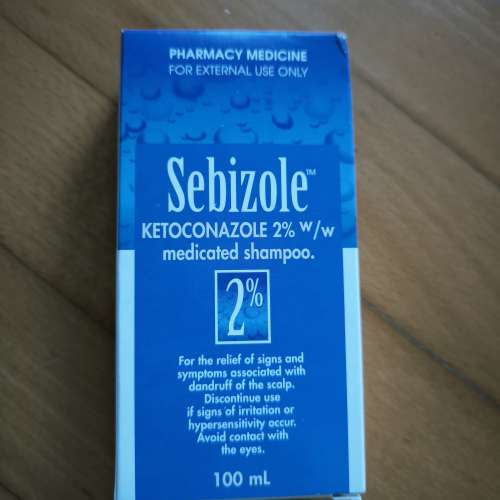 PHARMACY MEDICINE
FOR EXTERNAL USE ONLY
Sebizole™
KETOCONAZOLE 2% w/w
medicated shampoo.
2%
For the relief of signs and
symptoms associated with
dandruff of the scalp.
Discontinue use
if signs of irritation or
hypersensitivity occur.
Avoid contact with
the eyes.
100 mL